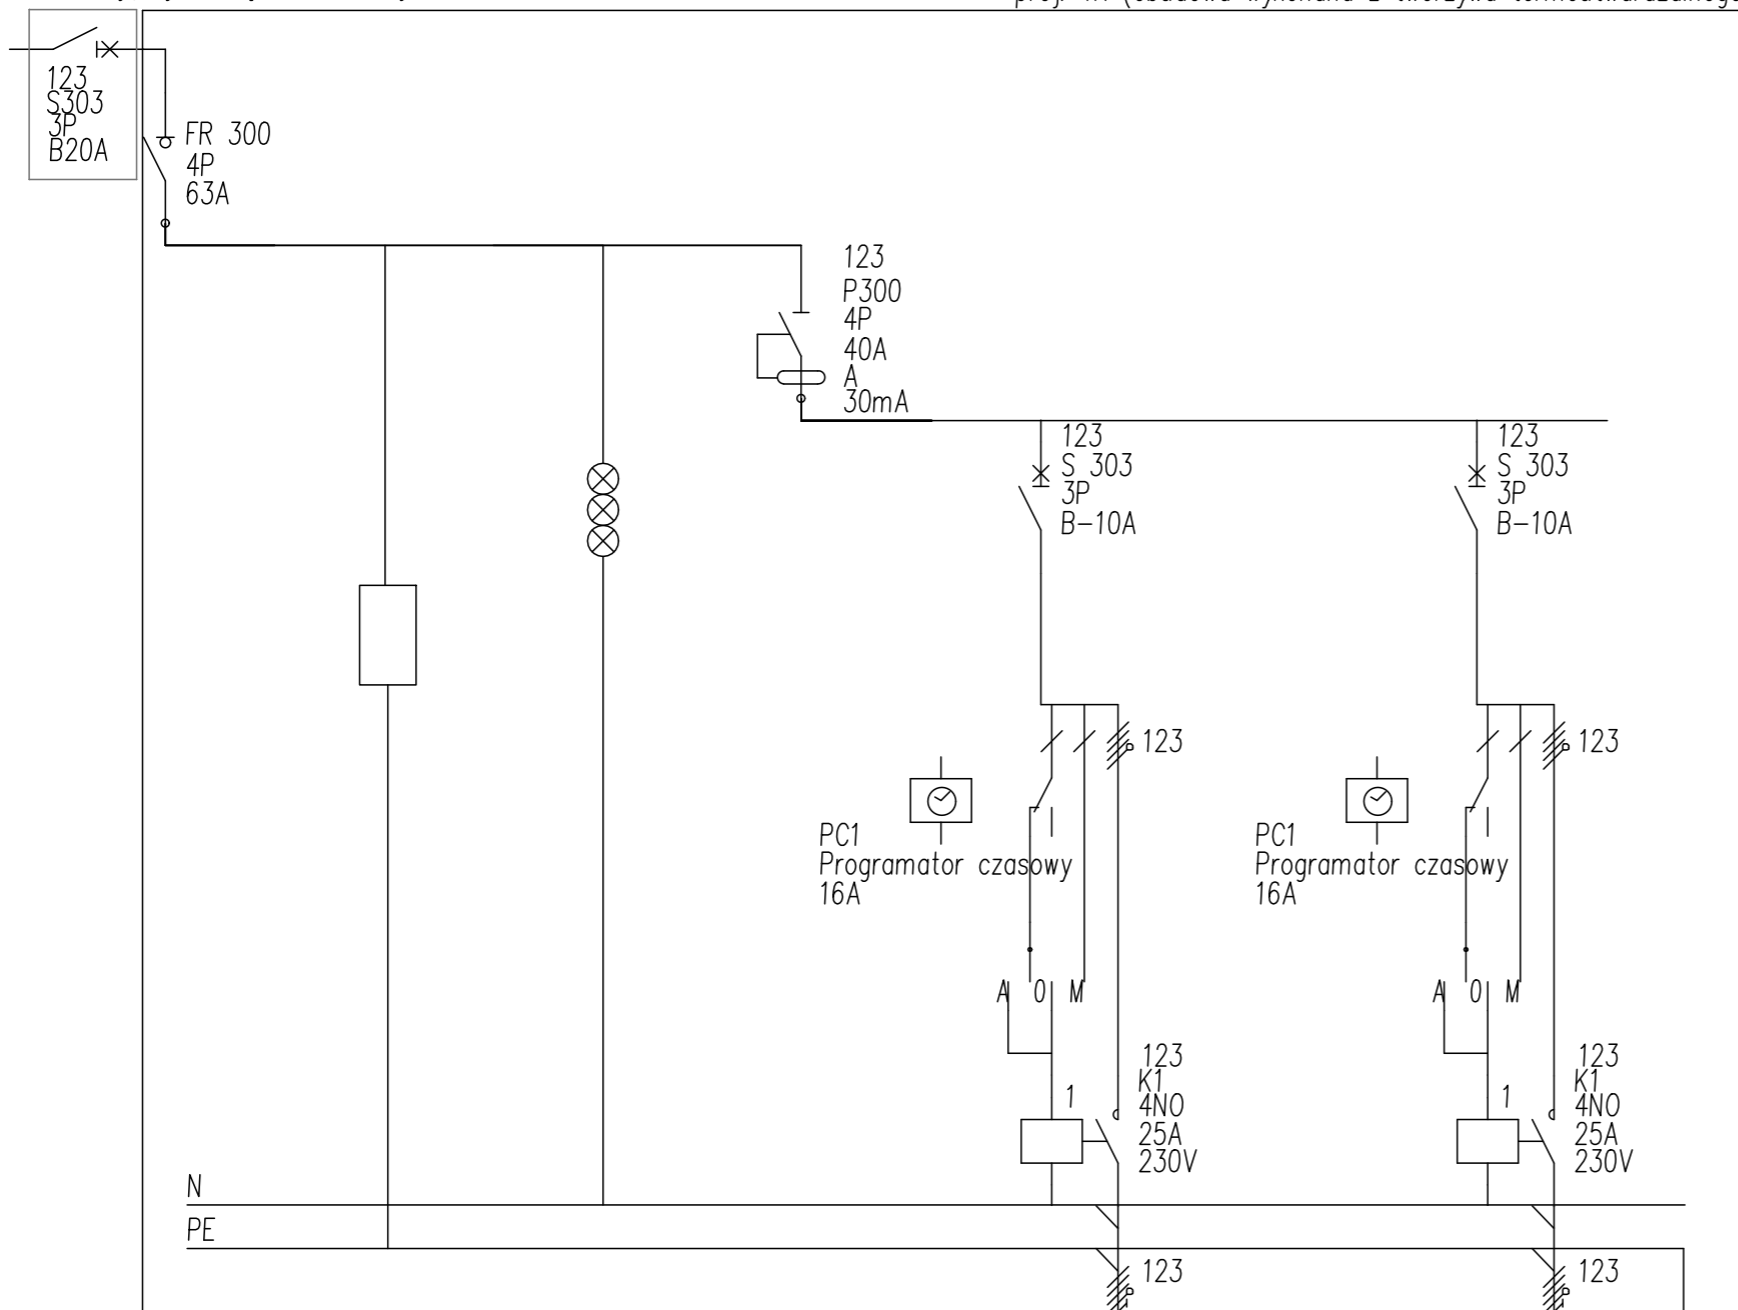 123
S303
3P
B20A
FR 300
4P
63A
123
P300
4P
40A
A
30mA
123
S 303
3P
B-10A
123
S 303
3P
B-10A
123
123
PC1
Programator czasowy
16A
PC1
Programator czasowy
16A
A 0 M
A 0 M
123
K1
4NO
25A
230V
1
123
K1
4NO
25A
230V
1
N
PE
123
123